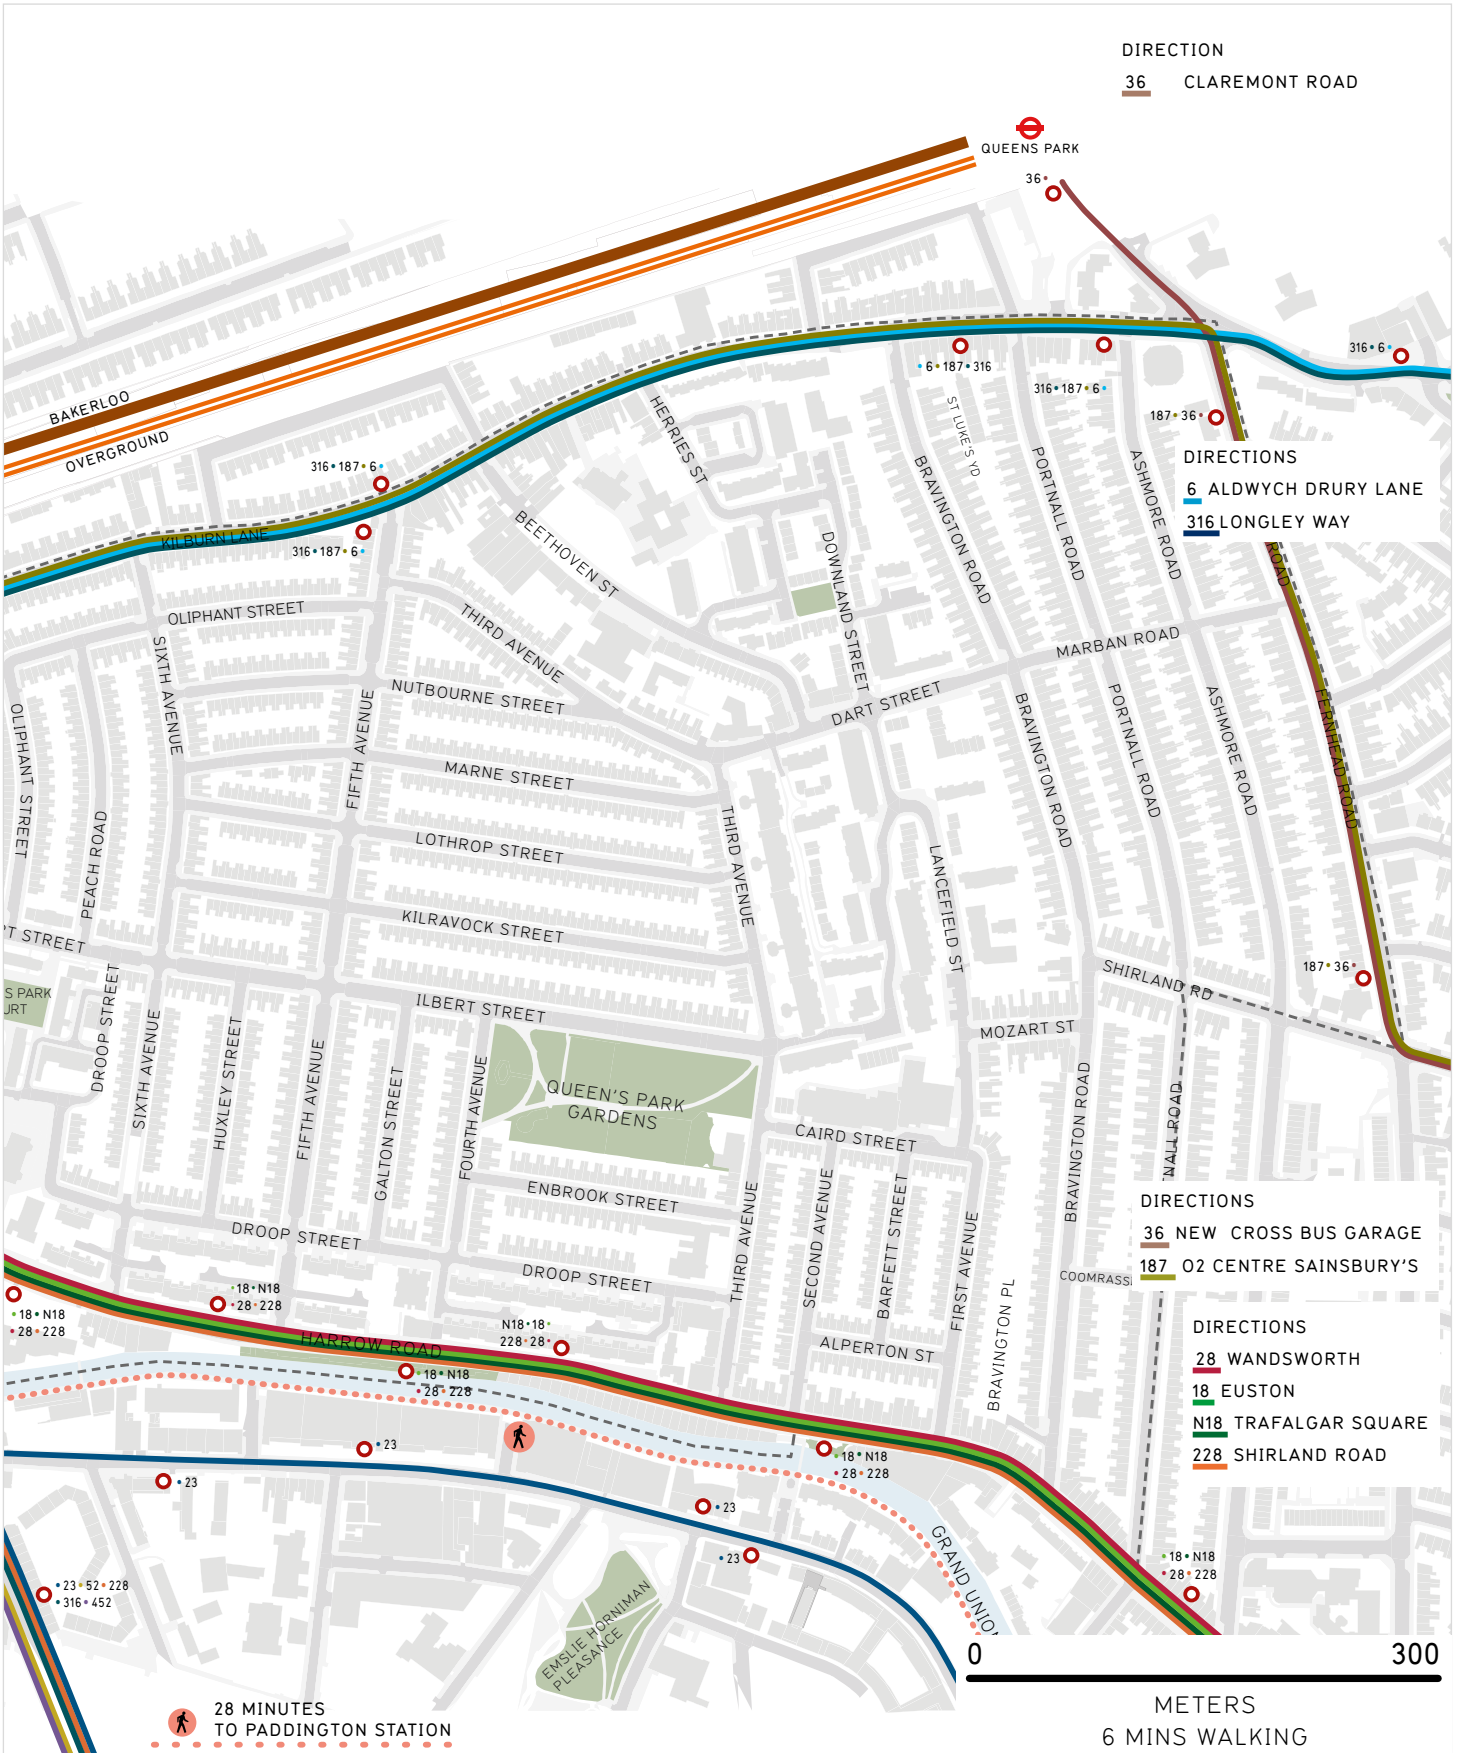 DIRECTION
36 CLAREMONT ROAD
QUEENS PARK
36
BAKERLOO
OVERGROUND
316 • 6
6 • 187 • 316
316 • 187 • 6
187 • 36
HERRIES ST
ST LUKE'S YD
316 • 187 • 6
KILBURN LANE
316 • 187 • 6
BEETHOVEN ST
BRAVINGTON ROAD
PORTNALL ROAD
ASHMORE ROAD
DIRECTIONS
6 ALDWYCH DRURY LANE
316 LONGLEY WAY
ROAD
DOWNLAND STREET
OLIPHANT STREET
THIRD AVENUE
SIXTH AVENUE
MARBAN ROAD
NUTBOURNE STREET
DART STREET
OLIPHANT STREET
FIFTH AVENUE
BRAVINGTON ROAD
PORTNALL ROAD
ASHMORE ROAD
FERNHEAD ROAD
MARNE STREET
PEACH ROAD
LOTHROP STREET
THIRD AVENUE
LANCEFIELD ST
KILRAVOCK STREET
PT STREET
S PARK
URT
DROOP STREET
SHIRLAND RD
187 • 36
ILBERT STREET
MOZART ST
SIXTH AVENUE
HUXLEY STREET
FIFTH AVENUE
GALTON STREET
FOURTH AVENUE
QUEEN'S PARK
GARDENS
BRAVINGTON ROAD
TNALL ROAD
CAIRD STREET
ENBROOK STREET
THIRD AVENUE
SECOND AVENUE
BARFETT STREET
FIRST AVENUE
DROOP STREET
DROOP STREET
DIRECTIONS
36 NEW CROSS BUS GARAGE
187 O2 CENTRE SAINSBURY'S
COOMRASS
BRAVINGTON PL
18 • N18
28 • 228
18 • N18
28 • 228
N18 • 18
228 • 28
HARROW ROAD
ALPERTON ST
DIRECTIONS
28 WANDSWORTH
18 EUSTON
N18 TRAFALGAR SQUARE
228 SHIRLAND ROAD
18 • N18
28 • 228
23
23
18 • N18
28 • 228
23
23
GRAND UNION
18 • N18
28 • 228
23 • 52 • 228
316 • 452
EMSLIE HORNIMAN
PLEASANCE
0 300
METERS
6 MINS WALKING
28 MINUTES
TO PADDINGTON STATION